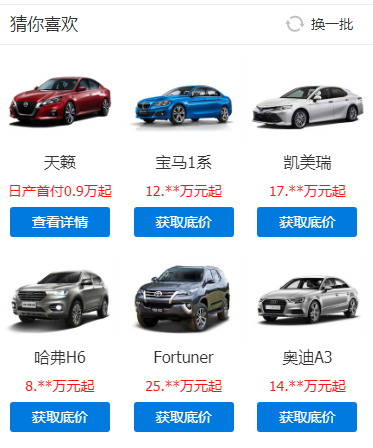 猜你喜欢
换一批
天籁 宝马1系 凯美瑞
日产首付0.9万起 12.**万元起 17.**万元起
查看详情 获取底价 获取底价
哈弗H6 Fortuner 奥迪A3
8.**万元起 25.**万元起 14.**万元起
获取底价 获取底价 获取底价